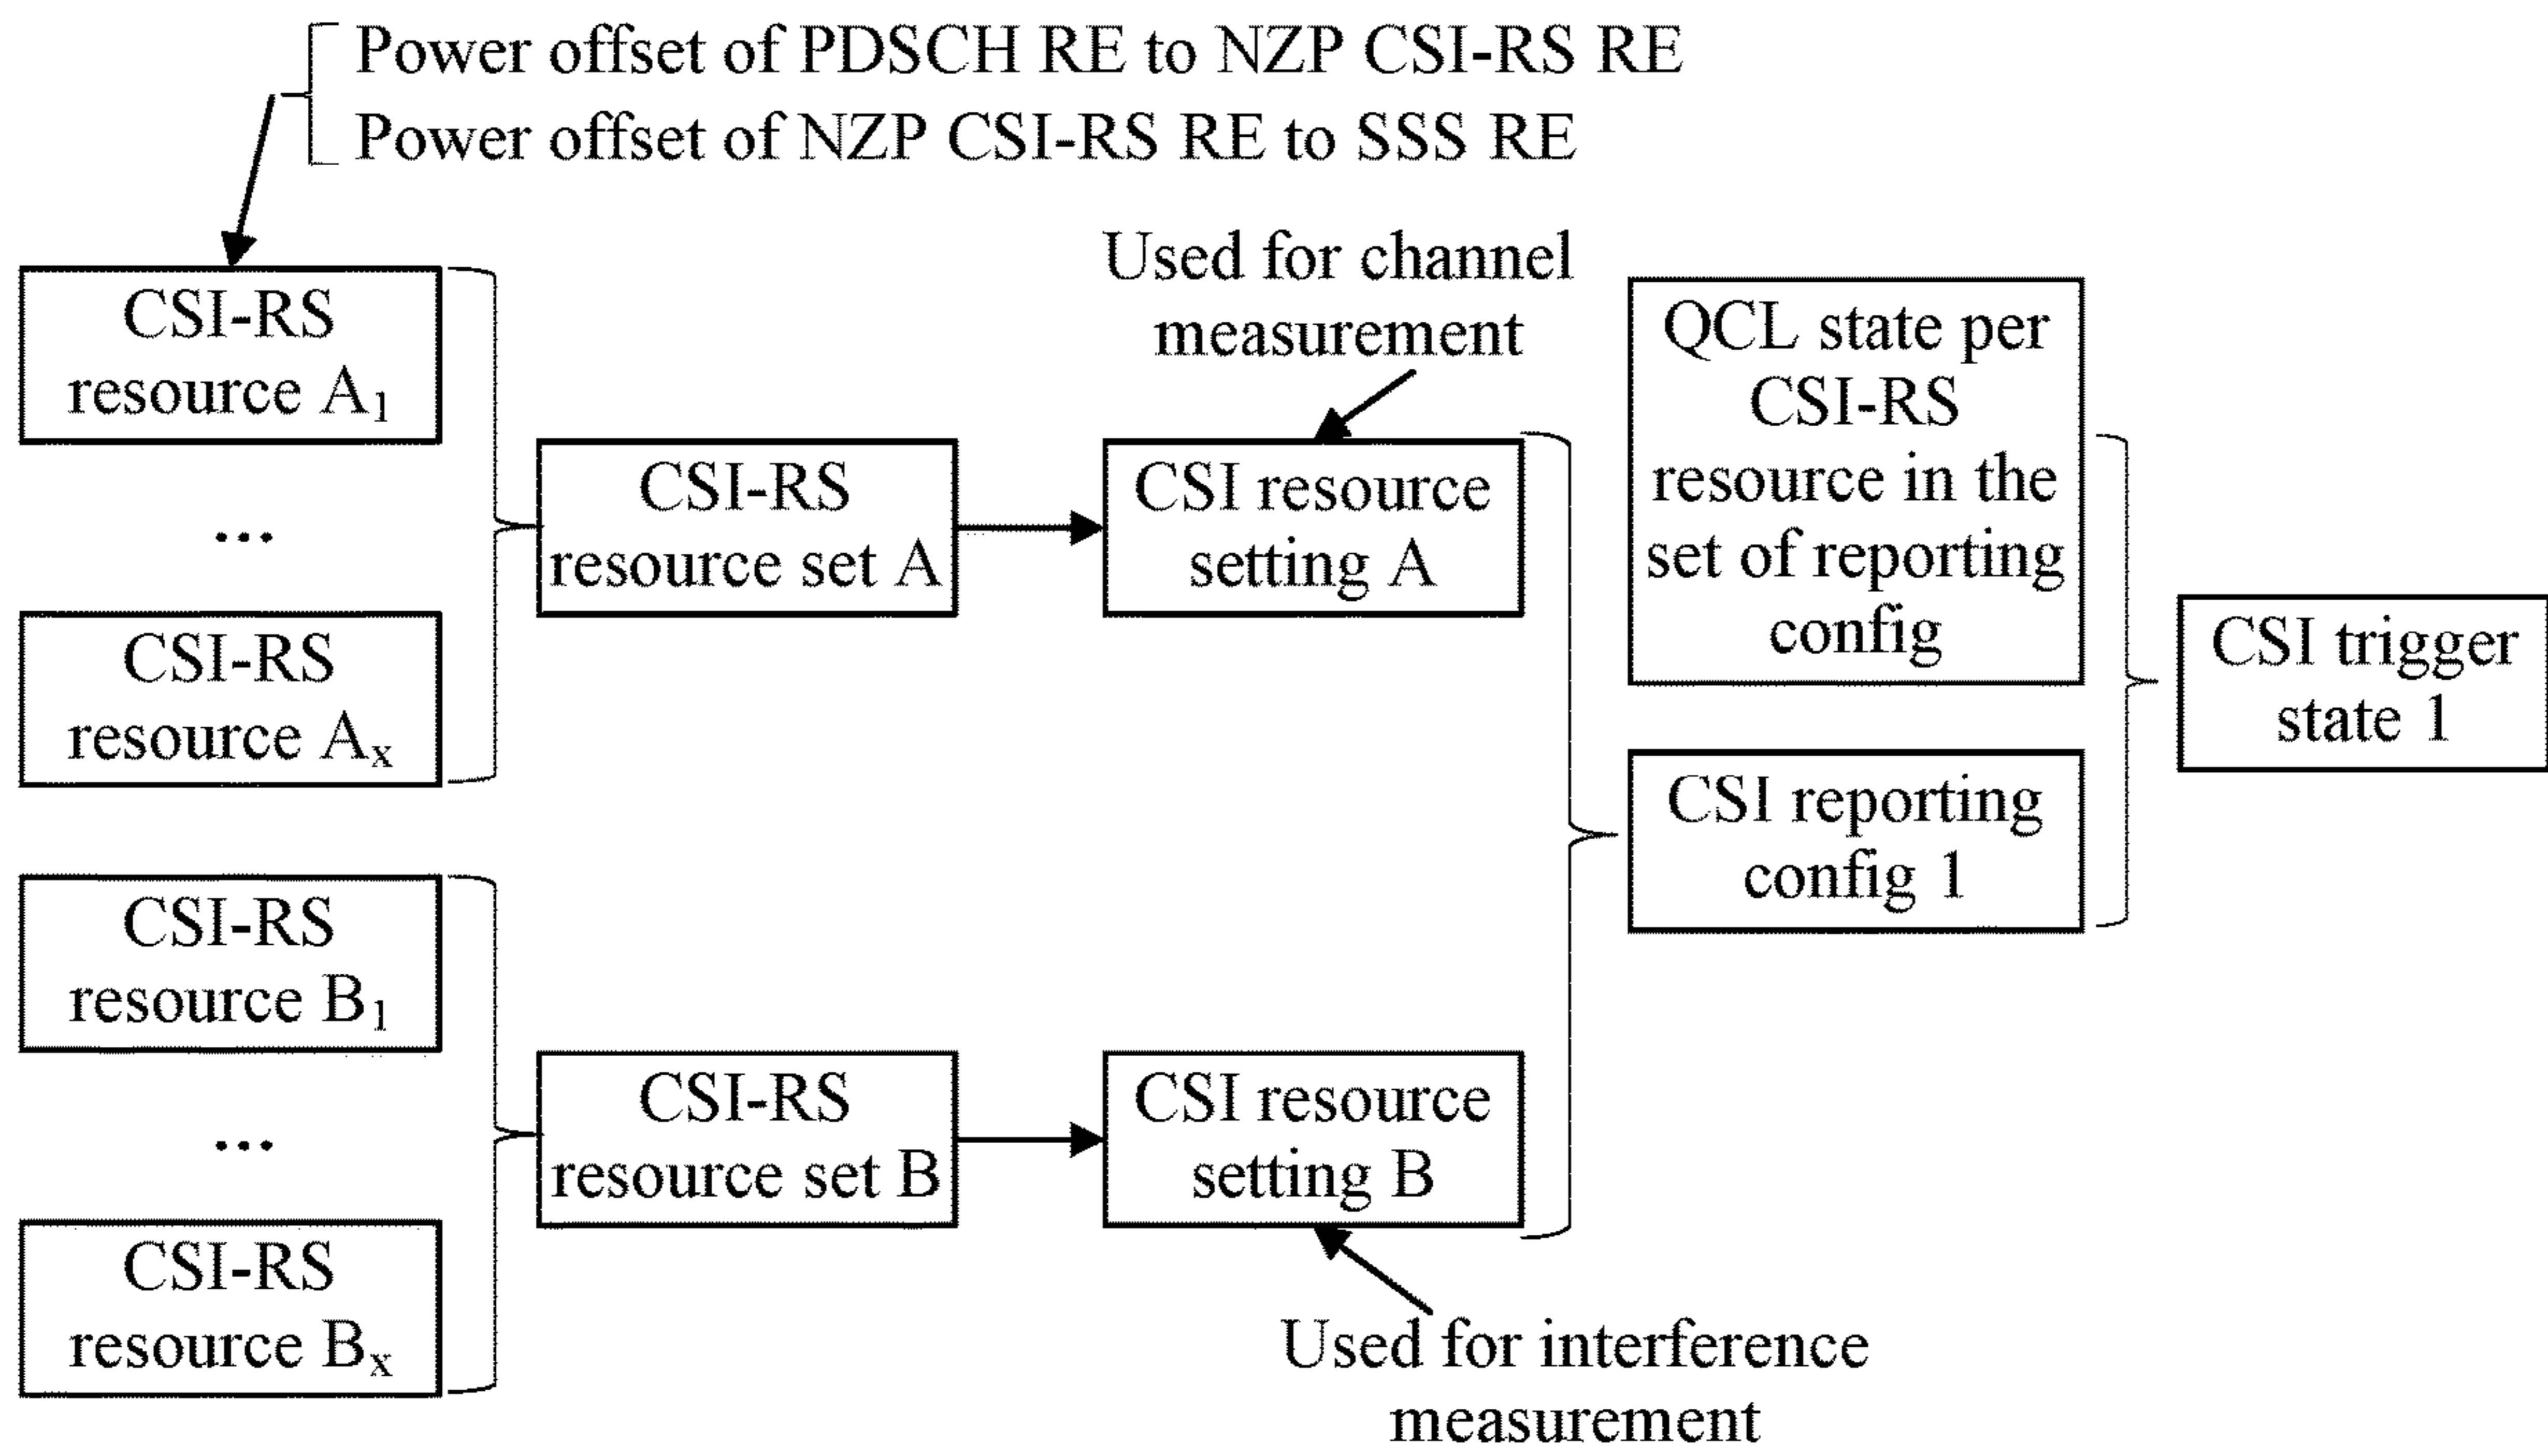 Power offset of PDSCH RE to NZP CSI-RS RE
Power offset of NZP CSI-RS RE to SSS RE
CSI-RS
resource A₁
...
CSI-RS
resource Aₓ
CSI-RS
resource set A
Used for channel
measurement
CSI resource
setting A
QCL state per
CSI-RS
resource in the
set of reporting
config
CSI reporting
config 1
CSI trigger
state 1
CSI-RS
resource B₁
...
CSI-RS
resource Bₓ
CSI-RS
resource set B
CSI resource
setting B
Used for interference
measurement